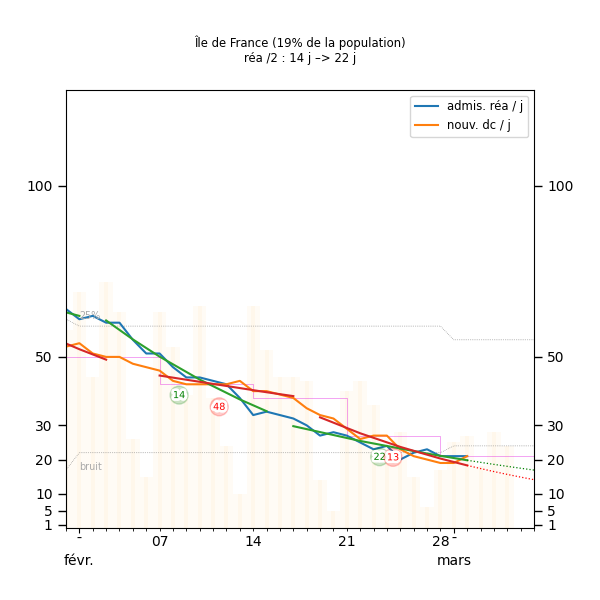 Île de France (19% de la population)
réa /2 : 14 j –> 22 j
admis. réa / j
nouv. dc / j
100 100
25%
50 50
14
48
30 30
22 13
20 20
bruit
10 10
5 5
1 1
07 14 21 28
févr. mars